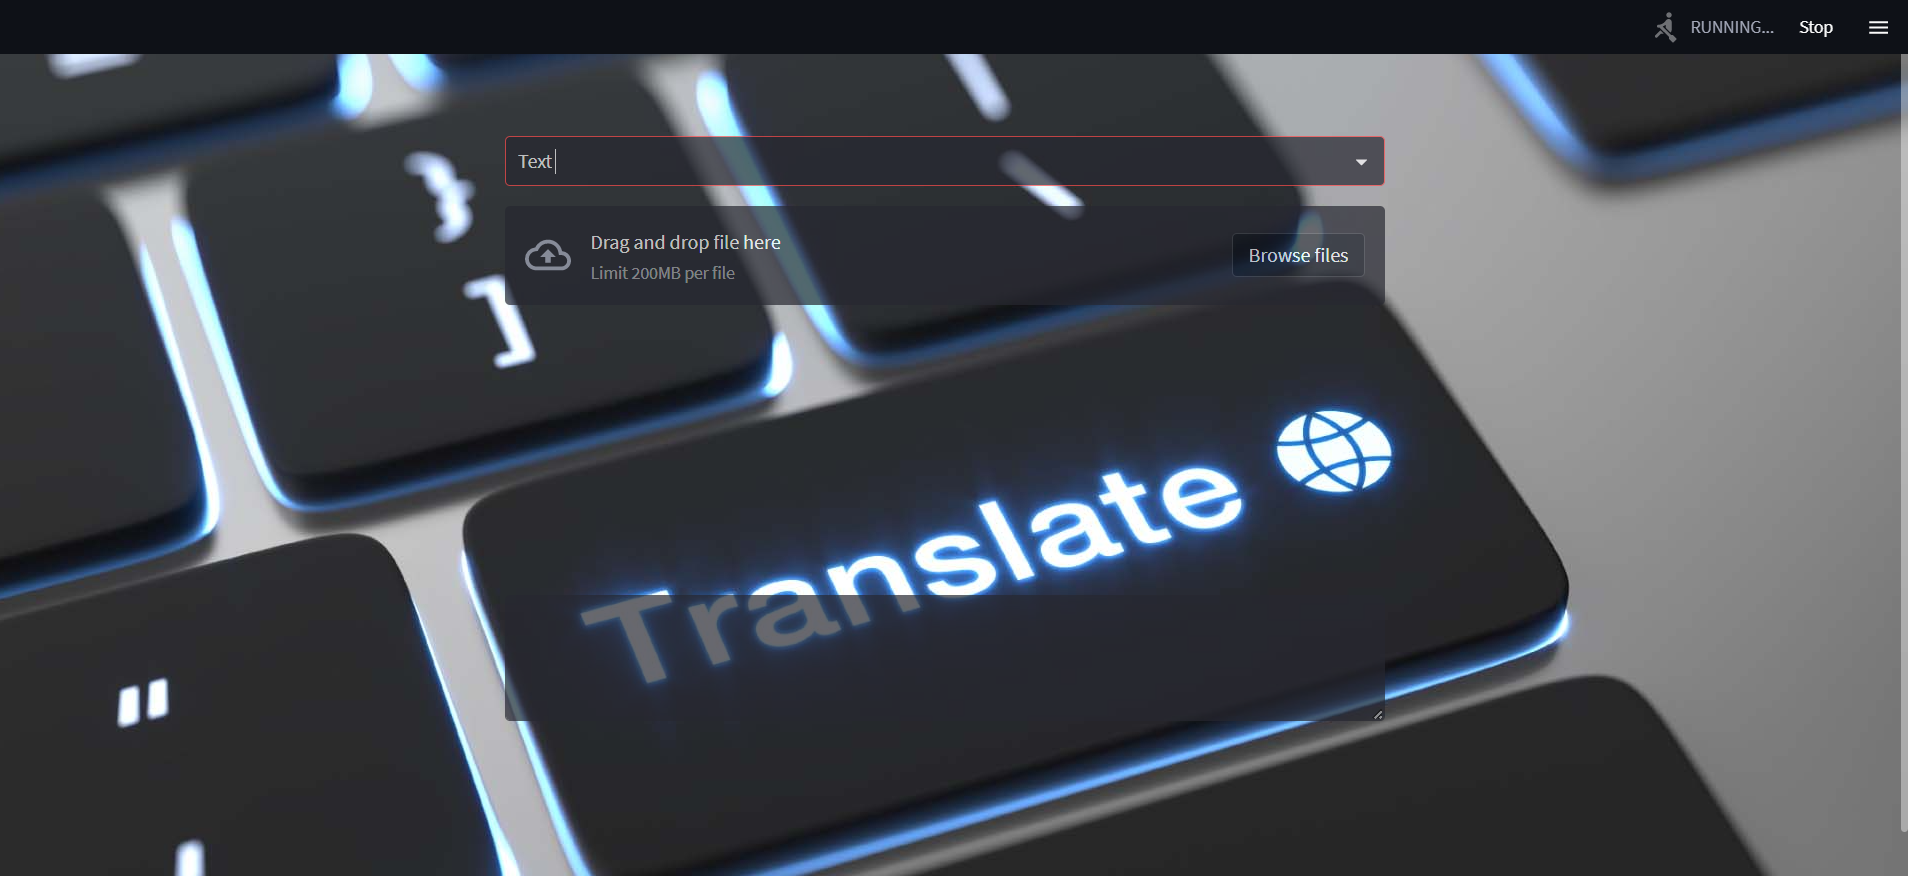 RUNNING...
Stop
Text
Drag and drop file here
Limit 200MB per file
Browse files
}
]
Translate
"